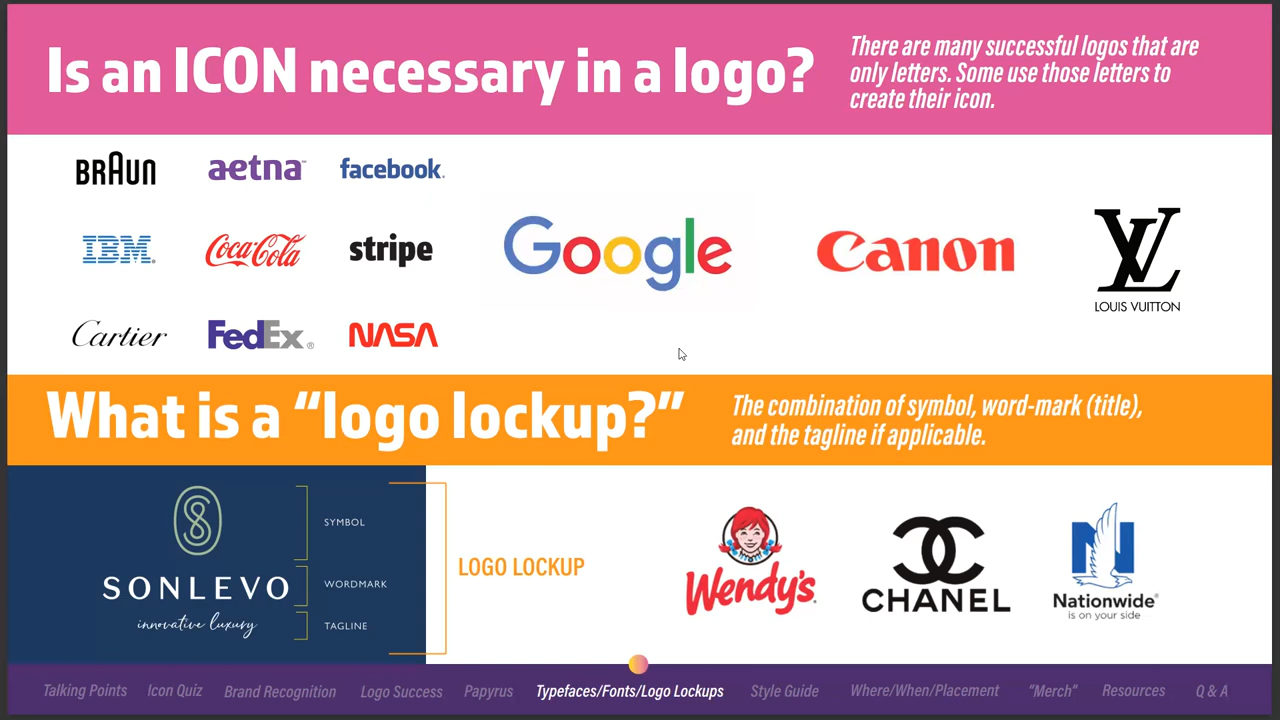 Is an ICON necessary in a logo?
There are many successful logos that are
only letters. Some use those letters to
create their icon.
BRAUN
aetna™
facebook.
IBM®
Coca-Cola
stripe
Cartier
FedEx®
NASA
Google
Canon
LV
LOUIS VUITTON
What is a “logo lockup?”
The combination of symbol, word-mark (title),
and the tagline if applicable.
SYMBOL
SONLEVO
WORDMARK
innovative luxury
TAGLINE
LOGO LOCKUP
Wendy's
CHANEL
N
Nationwide®
is on your side
Talking Points
Icon Quiz
Brand Recognition
Logo Success
Papyrus
Typefaces/Fonts/Logo Lockups
Style Guide
Where/When/Placement
“Merch”
Resources
Q & A